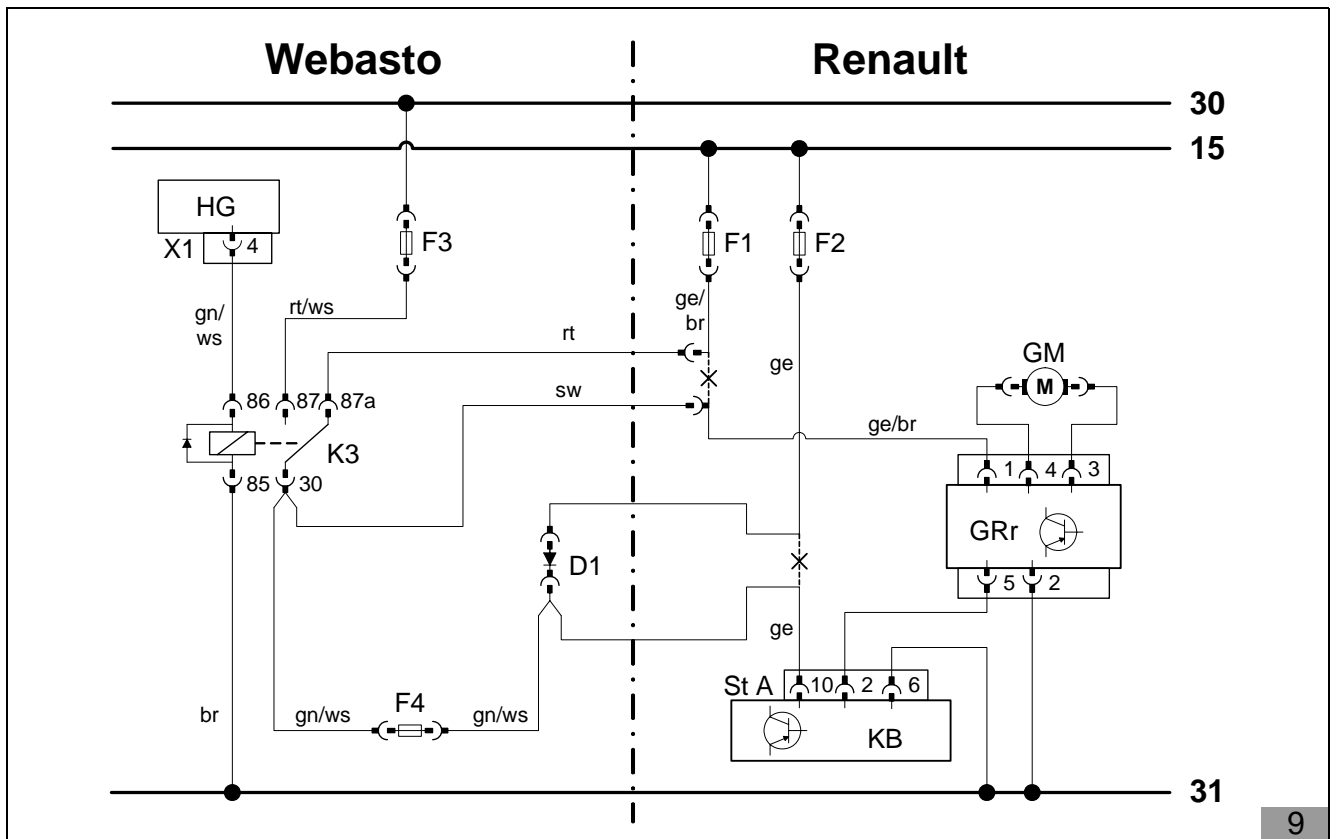 Webasto Renault
30
15
HG
X1 4
F3
F1
F2
gn/
ws
rt/ws
ge/
br
rt
ge
GM
M
sw
86 87 87a
K3
ge/br
85 30
1 4 3
GRr
D1
5 2
ge
St A 10 2 6
F4
br
gn/ws gn/ws
KB
31
9